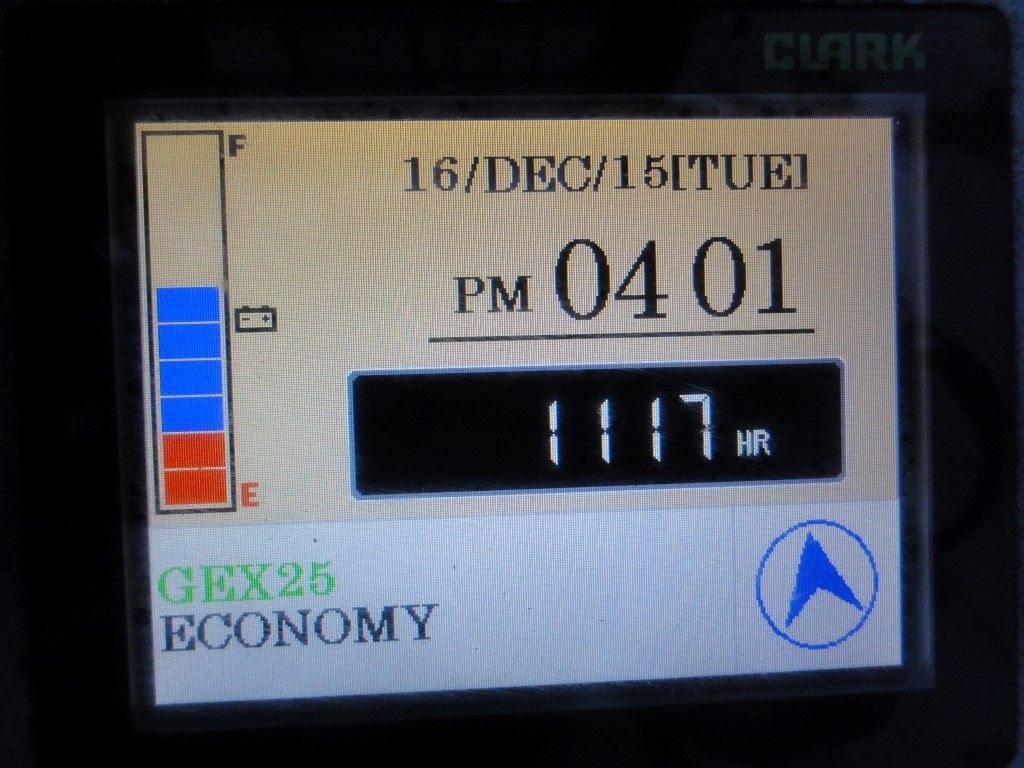 CLARK
F
16/DEC/15[TUE]
PM 04 01
1117 HR
E
GEX25
ECONOMY